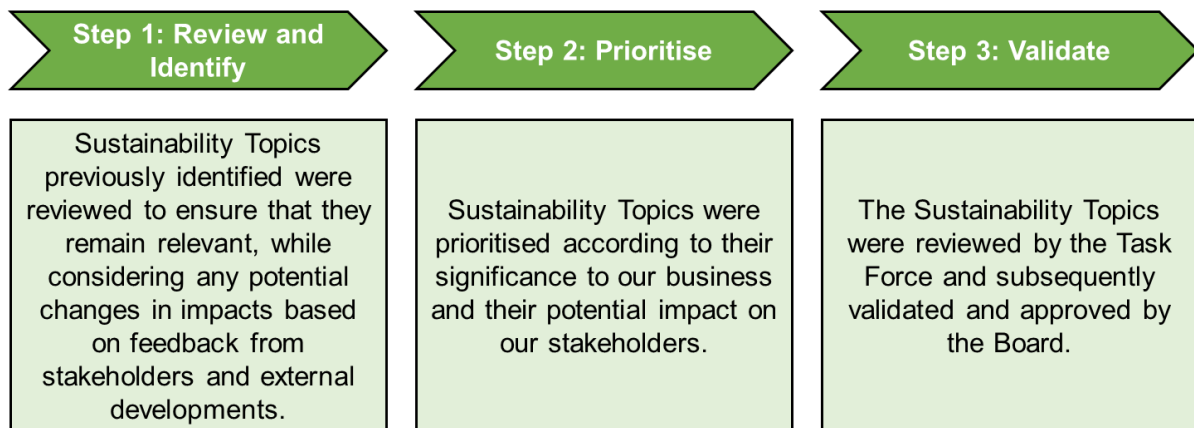 Step 1: Review and
Identify
Sustainability Topics
previously identified were
reviewed to ensure that they
remain relevant, while
considering any potential
changes in impacts based
on feedback from
stakeholders and external
developments.
Step 2: Prioritise
Sustainability Topics were
prioritised according to their
significance to our business
and their potential impact on
our stakeholders.
Step 3: Validate
The Sustainability Topics
were reviewed by the Task
Force and subsequently
validated and approved by
the Board.